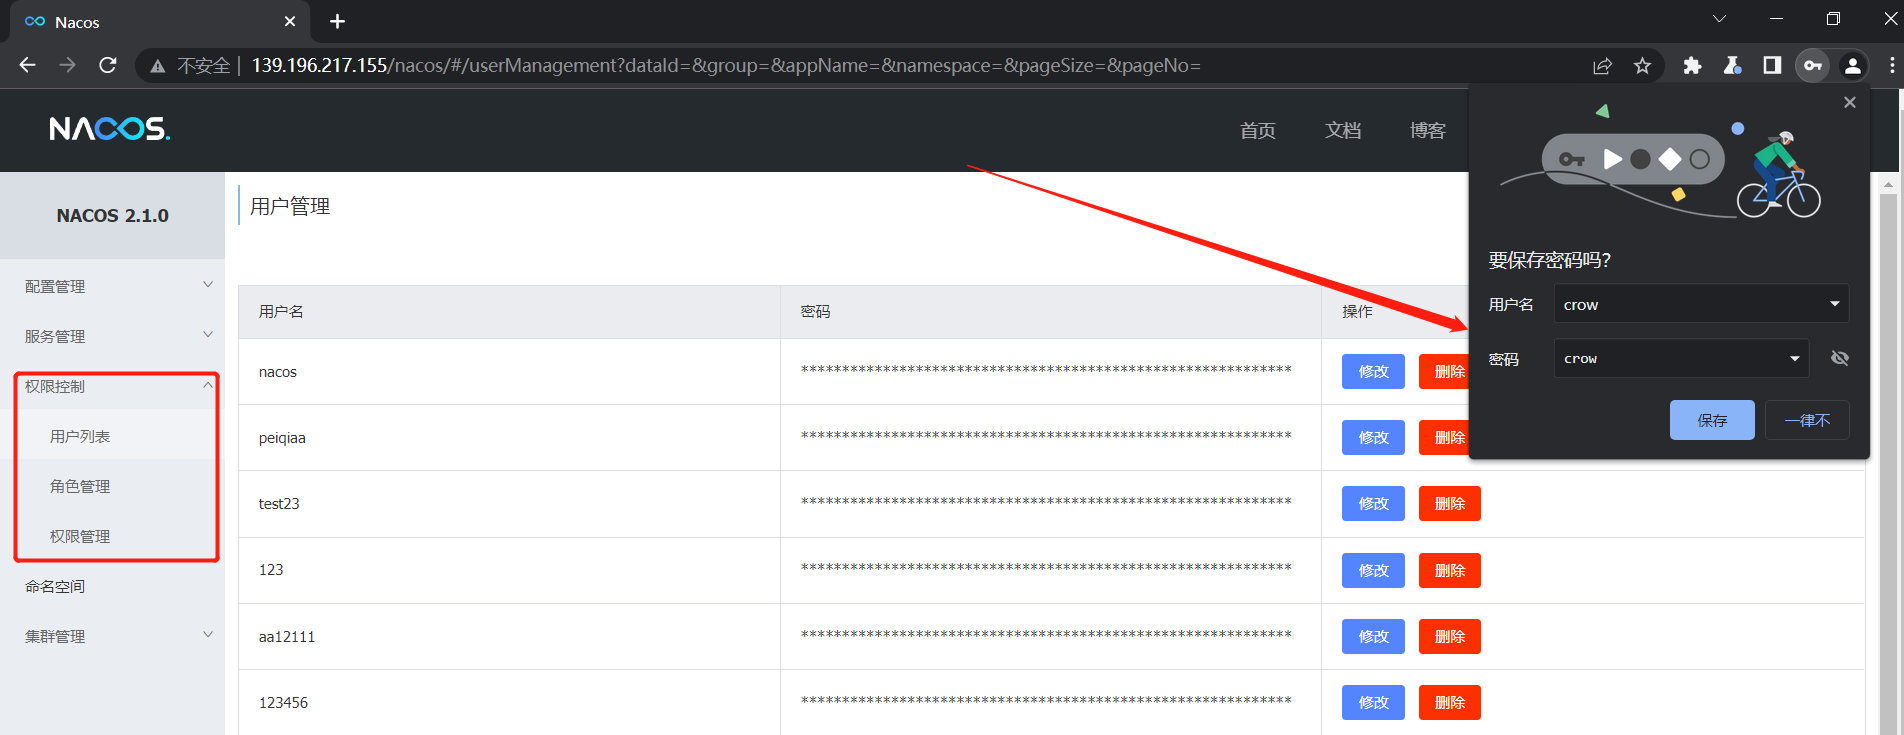 Nacos
不安全 139.196.217.155/nacos/#/userManagement?dataId=&group=&appName=&namespace=&pageSize=&pageNo=
NACOS.
首页 文档 博客
NACOS 2.1.0
配置管理
服务管理
权限控制
用户列表
角色管理
权限管理
命名空间
集群管理
用户管理
用户名 密码 操作
nacos ************************************************************ 修改 删除
peiqiaa ************************************************************ 修改 删除
test23 ************************************************************ 修改 删除
123 ************************************************************ 修改 删除
aa12111 ************************************************************ 修改 删除
123456 ************************************************************ 修改 删除
要保存密码吗?
用户名 crow
密码 crow
保存 一律不